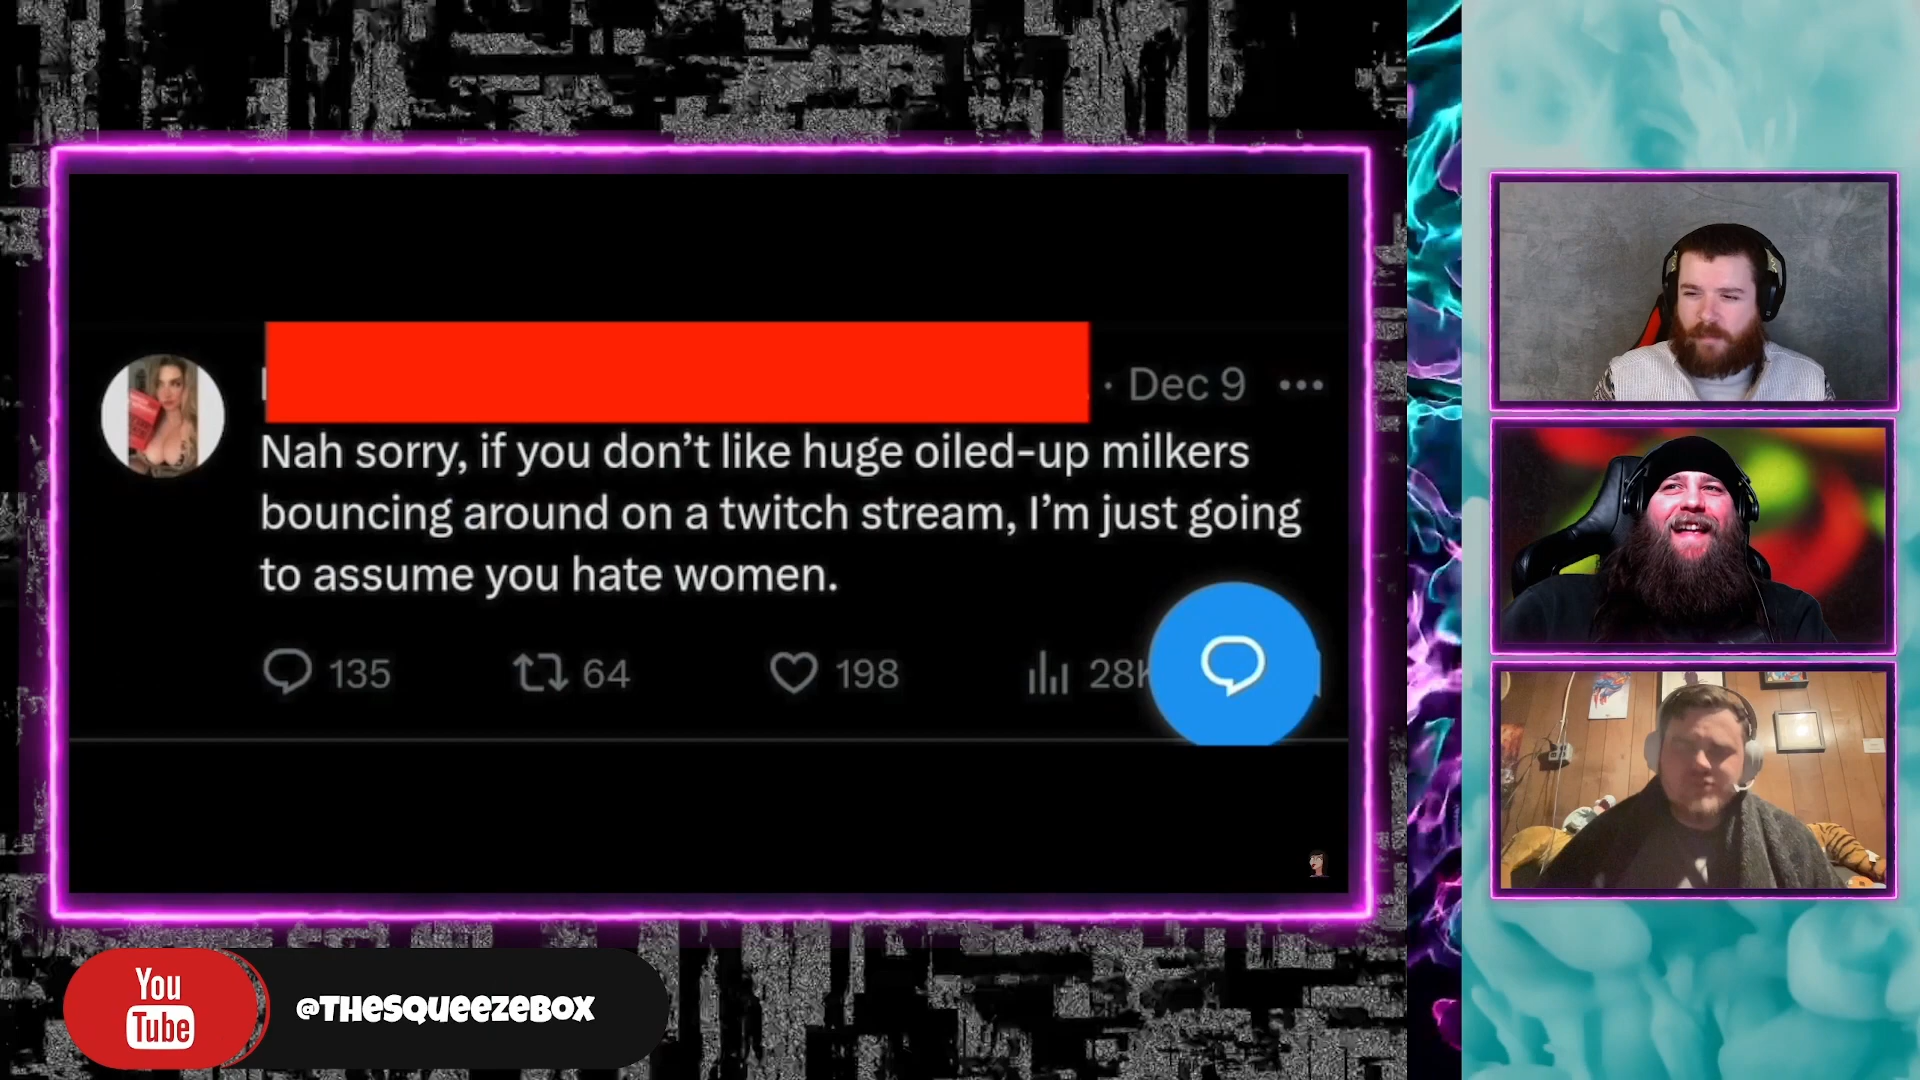 Dec 9
Nah sorry, if you don’t like huge oiled-up milkers
bouncing around on a twitch stream, I’m just going
to assume you hate women.
135 64 198 28K
You
Tube
@THESQUEEZEBOX